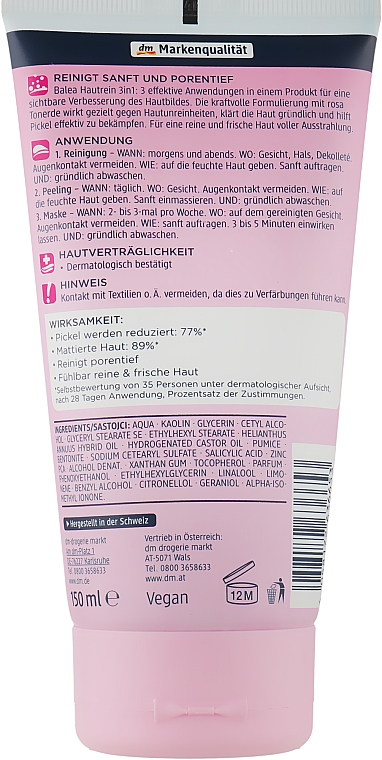 dm Markenqualität
REINIGT SANFT UND PORENTIEF
Balea Hautrein 3in1: 3 effektive Anwendungen in einem Produkt für eine
sichtbare Verbesserung des Hautbildes. Die kraftvolle Formulierung mit rosa
Tonerde wirkt gezielt gegen Hautunreinheiten, klärt die Haut gründlich und hilft
Pickel effektiv zu bekämpfen. Für eine reine und frische Haut voller Ausstrahlung.
ANWENDUNG
1. Reinigung – WANN: morgens und abends. WO: Gesicht, Hals, Dekolleté.
Augenkontakt vermeiden. WIE: auf die feuchte Haut geben. Sanft auftragen.
UND: gründlich abwaschen.
2. Peeling – WANN: täglich. WO: Gesicht. Augenkontakt vermeiden. WIE: auf
die feuchte Haut geben. Sanft einmassieren. UND: gründlich abwaschen.
3. Maske – WANN: 2- bis 3-mal pro Woche. WO: auf dem gereinigten Gesicht.
Augenkontakt vermeiden. WIE: sanft auftragen. 3 bis 5 Minuten einwirken
lassen. UND: gründlich abwaschen.
HAUTVERTRÄGLICHKEIT
• Dermatologisch bestätigt
HINWEIS
Kontakt mit Textilien o. Ä. vermeiden, da dies zu Verfärbungen führen kann.
WIRKSAMKEIT:
• Pickel werden reduziert: 77%*
• Mattierte Haut: 89%*
• Reinigt porentief
• Fühlbar reine & frische Haut
*Selbstbewertung von 35 Personen unter dermatologischer Aufsicht,
nach 28 Tagen Anwendung, Prozentsatz der Zustimmungen.
INGREDIENTS/SASTOJCI: AQUA · KAOLIN · GLYCERIN · CETYL ALCO-
HOL · GLYCERYL STEARATE SE · ETHYLHEXYL STEARATE · HELIANTHUS
ANNUUS HYBRID OIL · HYDROGENATED CASTOR OIL · PUMICE ·
BENTONITE · SODIUM CETEARYL SULFATE · SALICYLIC ACID · ZINC
PCA · ALCOHOL DENAT. · XANTHAN GUM · TOCOPHEROL · PARFUM ·
PHENOXYETHANOL · ETHYLHEXYLGLYCERIN · LINALOOL · LIMO-
NENE · BENZYL ALCOHOL · CITRONELLOL · GERANIOL · ALPHA-ISO-
METHYL IONONE.
Hergestellt in der Schweiz
dm-drogerie markt
Am dm-Platz 1
DE-76227 Karlsruhe
Tel. 0800 3658633
www.dm.de
Vertrieb in Österreich:
dm drogerie markt
AT-5071 Wals
Tel. 0800 3658633
www.dm.at
150 ml ℮
Vegan
12 M